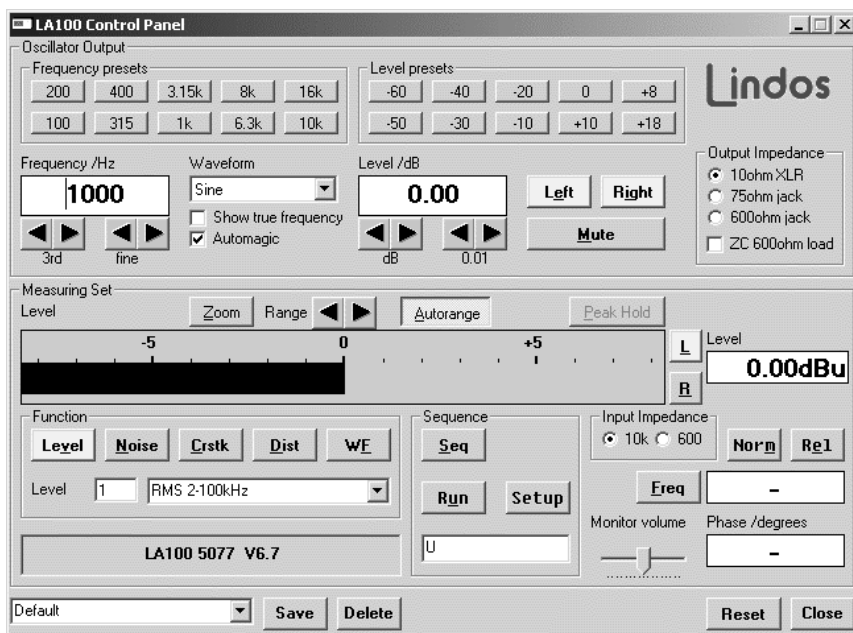 LA100 Control Panel
Oscillator Output
Frequency presets
200 400 3.15k 8k 16k
100 315 1k 6.3k 10k
Level presets
-60 -40 -20 0 +8
-50 -30 -10 +10 +18
Lindos
Frequency /Hz
1000
3rd fine
Waveform
Sine
Show true frequency
Automagic
Level /dB
0.00
dB 0.01
Left Right
Mute
Output Impedance
10ohm XLR
75ohm jack
600ohm jack
ZC 600ohm load
Measuring Set
Level Zoom Range Autorange Peak Hold
-5 0 +5
L
R
Level
0.00dBu
Function
Level Noise Crstk Dist WF
Level 1 RMS 2-100kHz
LA100 5077 V6.7
Sequence
Seq
Run Setup
U
Input Impedance
10k 600
Norm Rel
Freq -
Monitor volume
Phase /degrees
-
Default Save Delete Reset Close